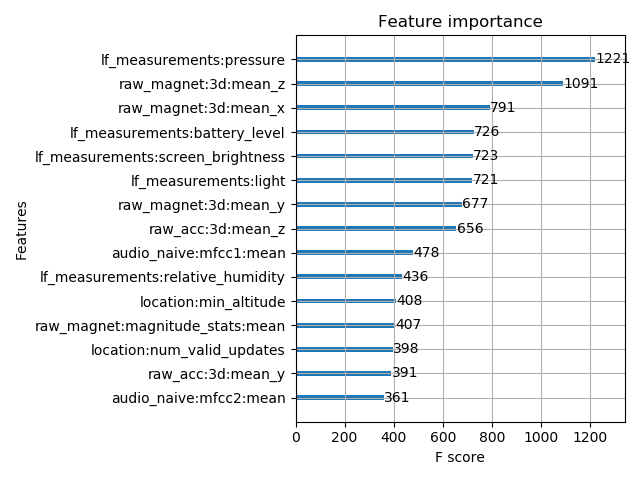 Feature importance
lf_measurements:pressure 1221
raw_magnet:3d:mean_z 1091
raw_magnet:3d:mean_x 791
lf_measurements:battery_level 726
lf_measurements:screen_brightness 723
lf_measurements:light 721
raw_magnet:3d:mean_y 677
raw_acc:3d:mean_z 656
audio_naive:mfcc1:mean 478
lf_measurements:relative_humidity 436
location:min_altitude 408
raw_magnet:magnitude_stats:mean 407
location:num_valid_updates 398
raw_acc:3d:mean_y 391
audio_naive:mfcc2:mean 361
Features
0 200 400 600 800 1000 1200
F score